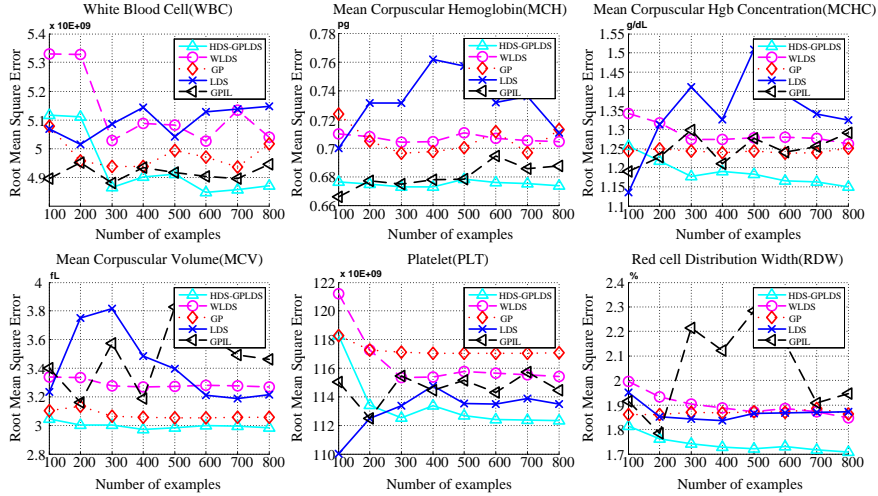 White Blood Cell(WBC)
x 10E+09
5.4
5.3
5.2
5.1
5
4.9
Root Mean Square Error
HDS-GPLDS
WLDS
GP
LDS
GPIL
100 200 300 400 500 600 700 800
Number of examples
Mean Corpuscular Hemoglobin(MCH)
pg
0.78
0.76
0.74
0.72
0.7
0.68
0.66
Root Mean Square Error
HDS-GPLDS
WLDS
GP
LDS
GPIL
100 200 300 400 500 600 700 800
Number of examples
Mean Corpuscular Hgb Concentration(MCHC)
g/dL
1.55
1.5
1.45
1.4
1.35
1.3
1.25
1.2
1.15
1.1
Root Mean Square Error
HDS-GPLDS
WLDS
GP
LDS
GPIL
100 200 300 400 500 600 700 800
Number of examples
Mean Corpuscular Volume(MCV)
fL
4
3.8
3.6
3.4
3.2
3
2.8
Root Mean Square Error
HDS-GPLDS
WLDS
GP
LDS
GPIL
100 200 300 400 500 600 700 800
Number of examples
Platelet(PLT)
x 10E+09
122
120
118
116
114
112
110
Root Mean Square Error
HDS-GPLDS
WLDS
GP
LDS
GPIL
100 200 300 400 500 600 700 800
Number of examples
Red cell Distribution Width(RDW)
%
2.4
2.3
2.2
2.1
2
1.9
1.8
1.7
Root Mean Square Error
HDS-GPLDS
WLDS
GP
LDS
GPIL
100 200 300 400 500 600 700 800
Number of examples